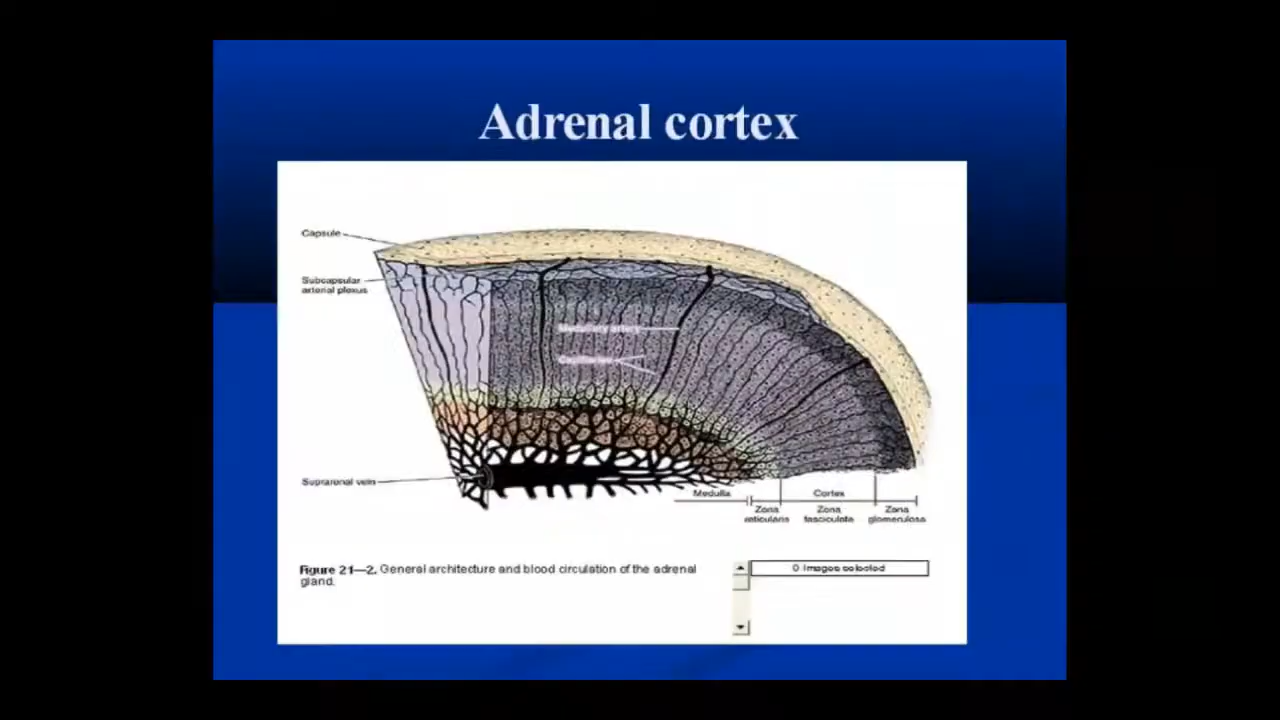 Adrenal cortex
Capsule
Subcapsular
arterial plexus
Medullary artery
Capillaries
Suprarenal vein
Medulla
Cortex
Zona
reticularis
Zona
fasciculata
Zona
glomerulosa
Figure 21—2. General architecture and blood circulation of the adrenal
gland.
0 images selected